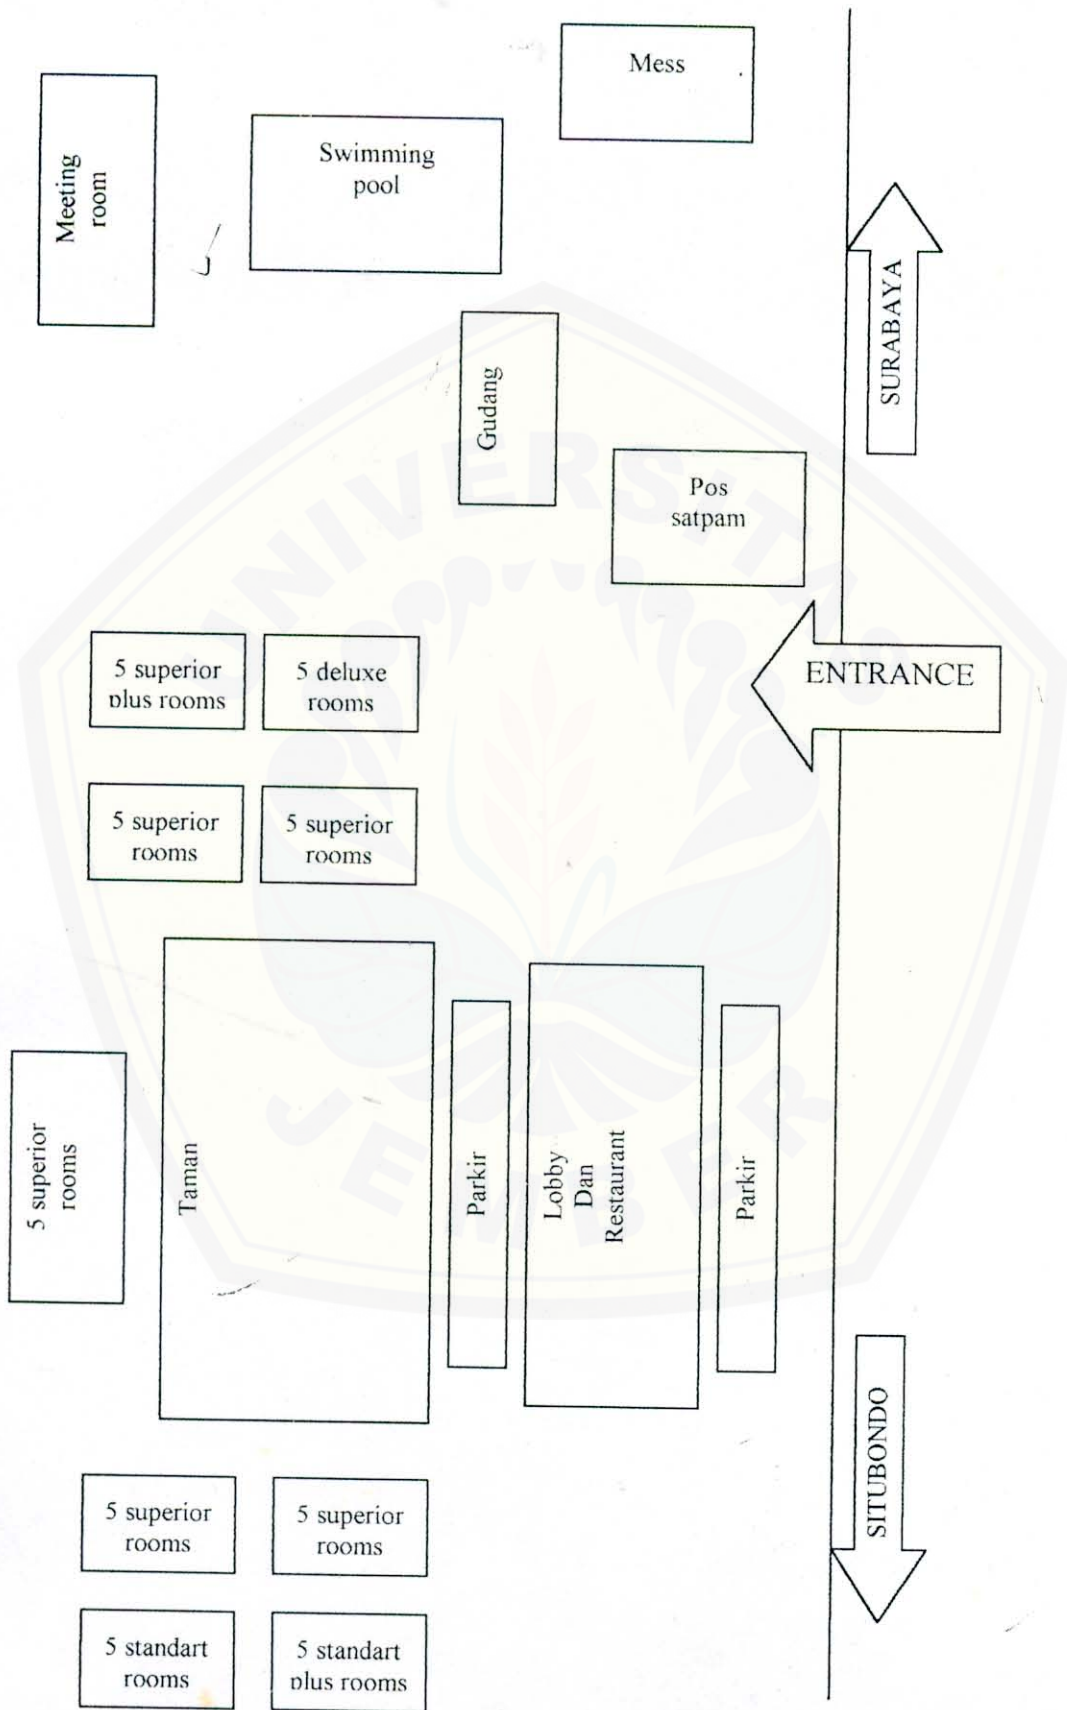 Mess
Meeting
room
Swimming
pool
SURABAYA
Gudang
Pos
satpam
5 superior
plus rooms
5 deluxe
rooms
ENTRANCE
5 superior
rooms
5 superior
rooms
5 superior
rooms
Taman
Parkir
Lobby
Dan
Restaurant
Parkir
SITUBONDO
5 superior
rooms
5 superior
rooms
5 standart
rooms
5 standart
plus rooms
UNIVERSITAS
JEMBER